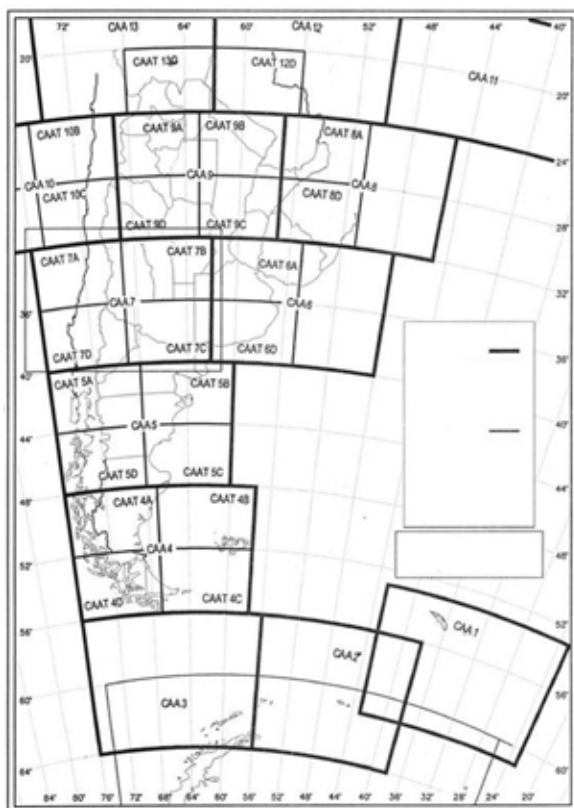 72° CAA 13 64° 60° CAA 12 52° 48° 44° 40°
20° CAAT 13C CAAT 12D CAA 11 20°
CAAT 10B CAAT 9A CAAT 9B CAAT 8A 24°
CAA 10 CAA 9 CAA 8
CAAT 10C CAAT 8D 28°
CAAT 9D CAAT 9C
CAAT 7A CAAT 7B CAAT 6A 32°
36° CAA 7 CAA 6
CAAT 7D CAAT 7C CAAT 6D 36°
40° CAAT 5A CAAT 5B
44° CAA 5 40°
CAAT 5D CAAT 5C 44°
48° CAAT 4A CAAT 4B
CAA 4 48°
52° CAAT 4D CAAT 4C
56° CAA 2 CAA 1 52°
60° CAA 3 56°
64° 60°
84° 80° 76° 72° 68° 64° 60° 56° 52° 48° 44° 40° 36° 32° 28° 24° 20°